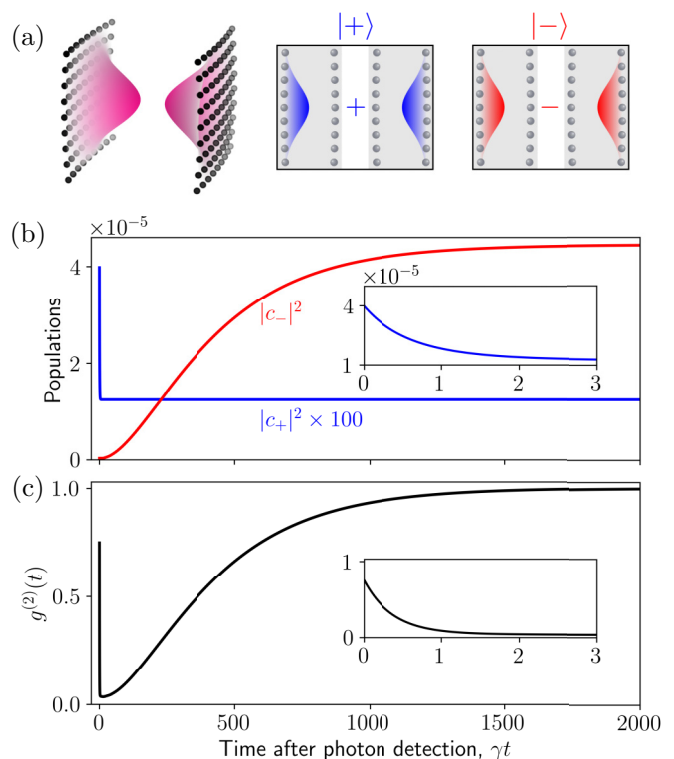 (a)
|+⟩
|−⟩
+
−
(b)
×10⁻⁵
4
2
0
Populations
|c₋|²
|c₊|² × 100
×10⁻⁵
4
1
0 1 2 3
(c)
1.0
0.5
0.0
g⁽²⁾(t)
1
0
0 1 2 3
0 500 1000 1500 2000
Time after photon detection, γt